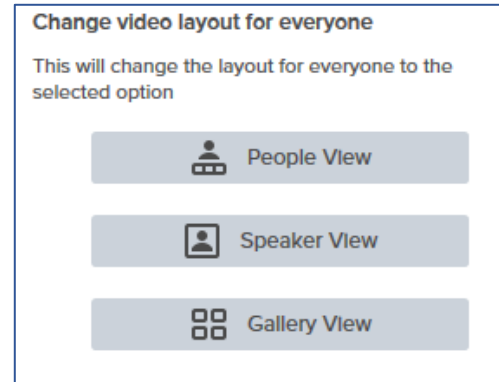 Change video layout for everyone
This will change the layout for everyone to the
selected option
People View
Speaker View
Gallery View